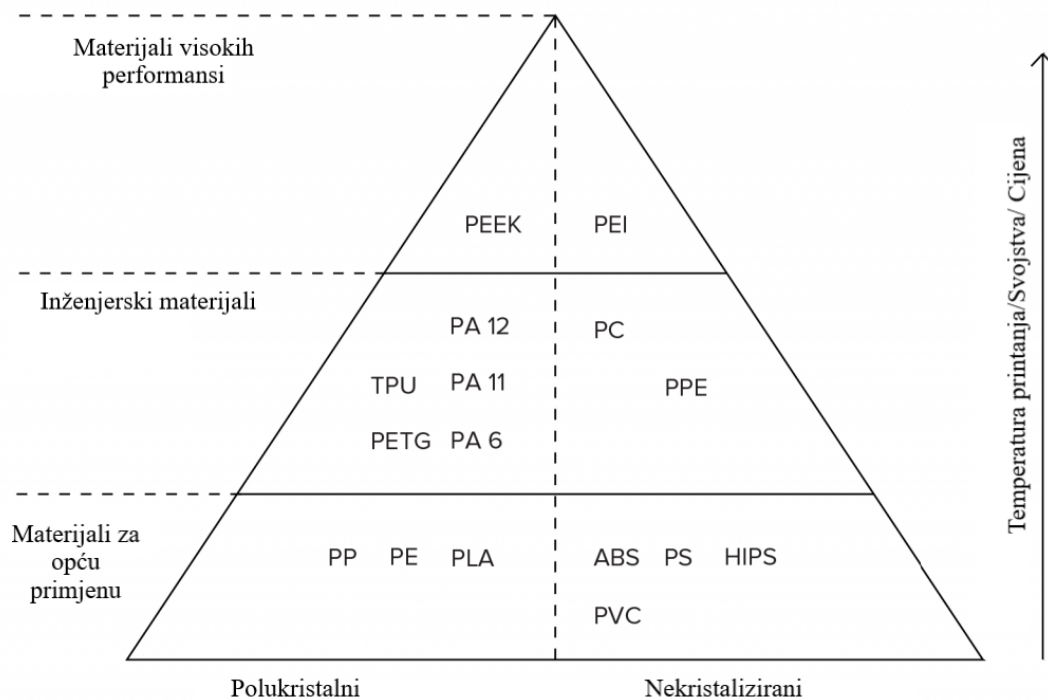 Materijali visokih
performansi
PEEK PEI
Inženjerski materijali
PA 12 PC
TPU PA 11 PPE
PETG PA 6
Materijali za
opću
primjenu
PP PE PLA ABS PS HIPS
PVC
Polukristalni Nekristalizirani
Temperatura printanja/Svojstva/ Cijena